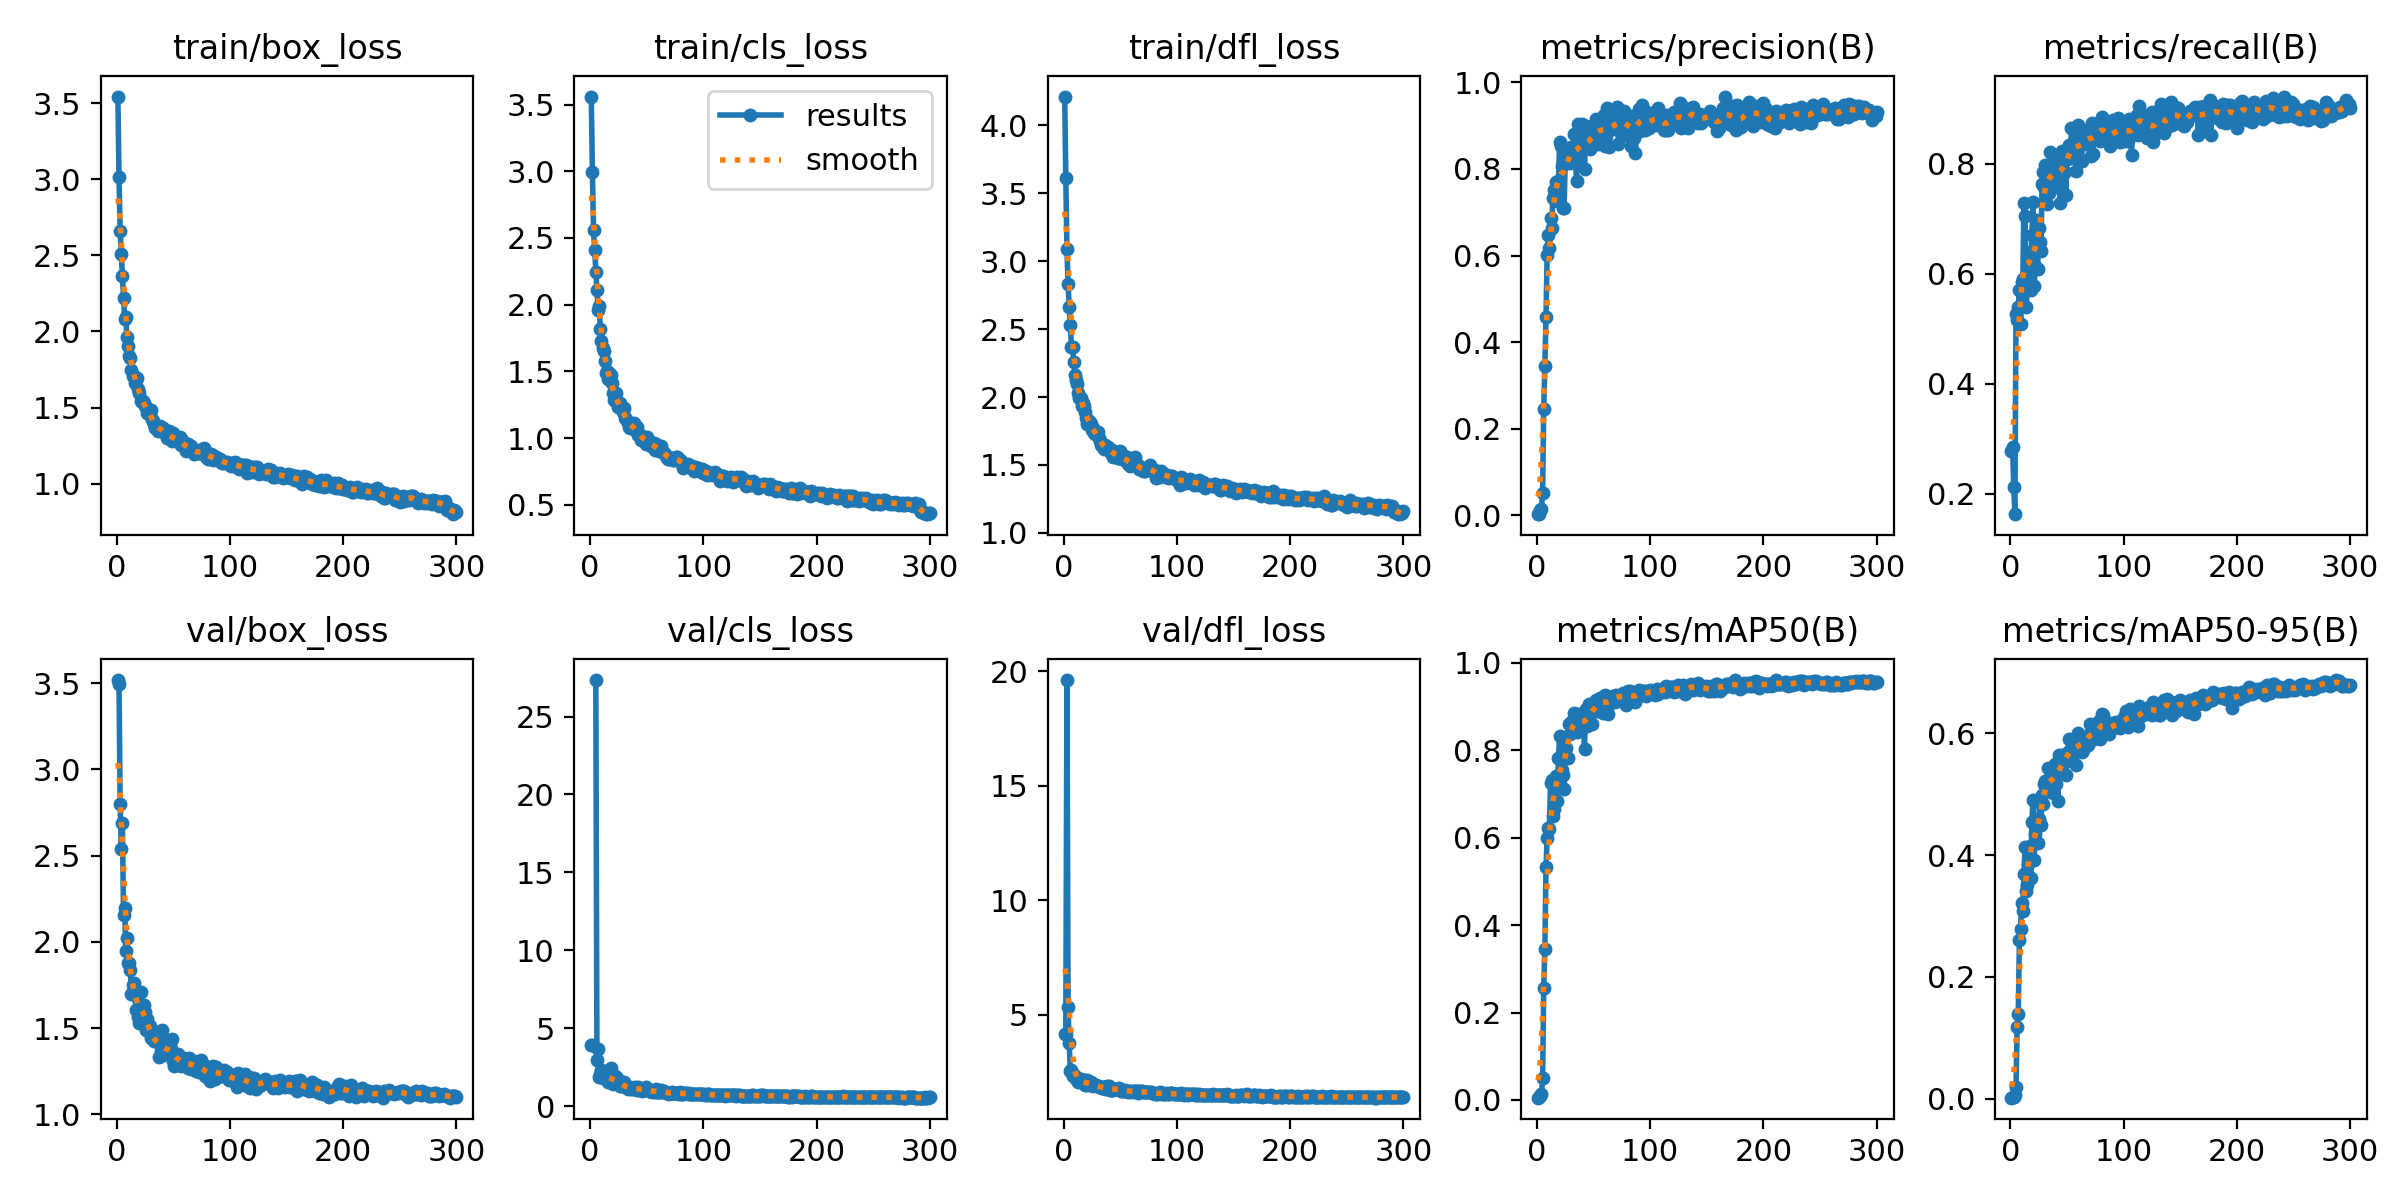 train/box_loss
3.5
3.0
2.5
2.0
1.5
1.0
0 100 200 300
train/cls_loss
results
smooth
3.5
3.0
2.5
2.0
1.5
1.0
0.5
0 100 200 300
train/dfl_loss
4.0
3.5
3.0
2.5
2.0
1.5
1.0
0 100 200 300
metrics/precision(B)
1.0
0.8
0.6
0.4
0.2
0.0
0 100 200 300
metrics/recall(B)
0.8
0.6
0.4
0.2
0 100 200 300
val/box_loss
3.5
3.0
2.5
2.0
1.5
1.0
0 100 200 300
val/cls_loss
25
20
15
10
5
0
0 100 200 300
val/dfl_loss
20
15
10
5
0 100 200 300
metrics/mAP50(B)
1.0
0.8
0.6
0.4
0.2
0.0
0 100 200 300
metrics/mAP50-95(B)
0.6
0.4
0.2
0.0
0 100 200 300